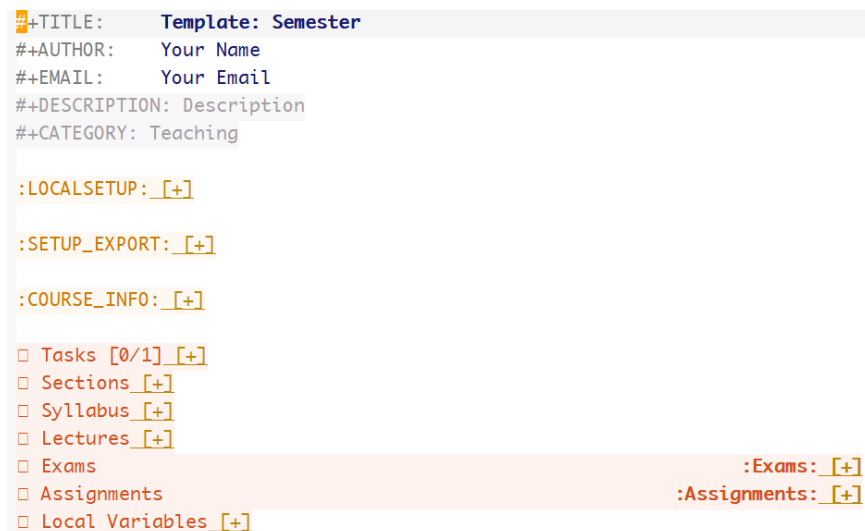 #+TITLE: Template: Semester
#+AUTHOR: Your Name
#+EMAIL: Your Email
#+DESCRIPTION: Description
#+CATEGORY: Teaching
:LOCALSETUP: [+]
:SETUP_EXPORT: [+]
:COURSE_INFO: [+]
□ Tasks [0/1] [+]
□ Sections [+]
□ Syllabus [+]
□ Lectures [+]
□ Exams :Exams: [+]
□ Assignments :Assignments: [+]
□ Local Variables [+]